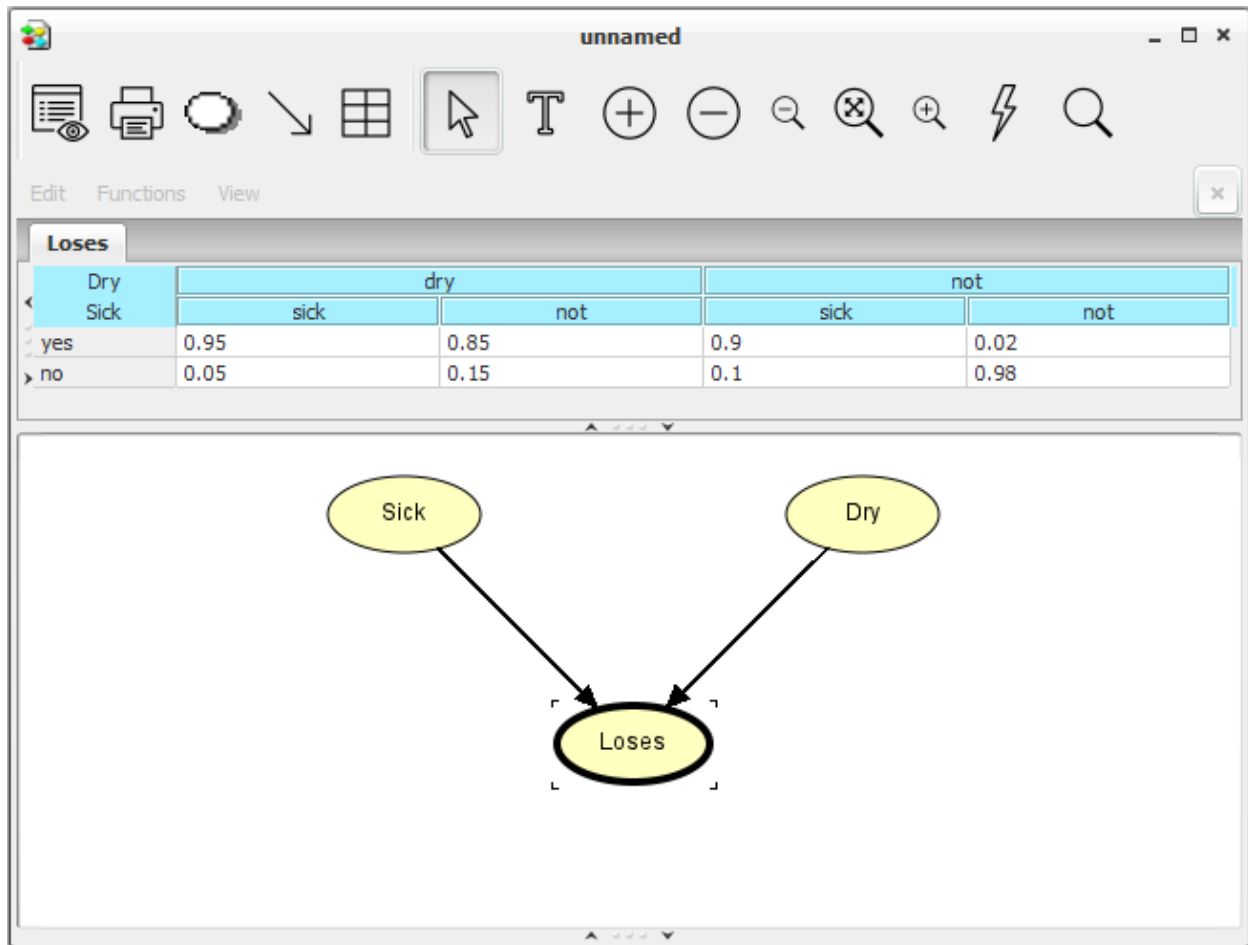 unnamed
T
Edit Functions View
Loses
Dry dry not
Sick sick not sick not
yes 0.95 0.85 0.9 0.02
no 0.05 0.15 0.1 0.98
Sick Dry
Loses